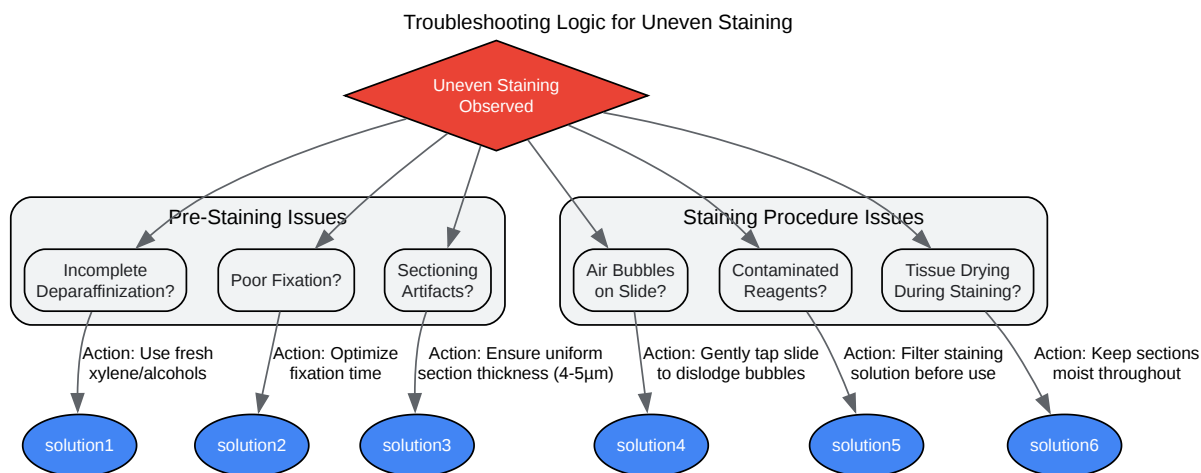 Troubleshooting Logic for Uneven Staining
Uneven Staining
Observed
Pre-Staining Issues
Staining Procedure Issues
Incomplete
Deparaffinization?
Poor Fixation?
Sectioning
Artifacts?
Air Bubbles
on Slide?
Contaminated
Reagents?
Tissue Drying
During Staining?
Action: Use fresh
xylene/alcohols
Action: Optimize
fixation time
Action: Ensure uniform
section thickness (4-5µm)
Action: Gently tap slide
to dislodge bubbles
Action: Filter staining
solution before use
Action: Keep sections
moist throughout
solution1
solution2
solution3
solution4
solution5
solution6